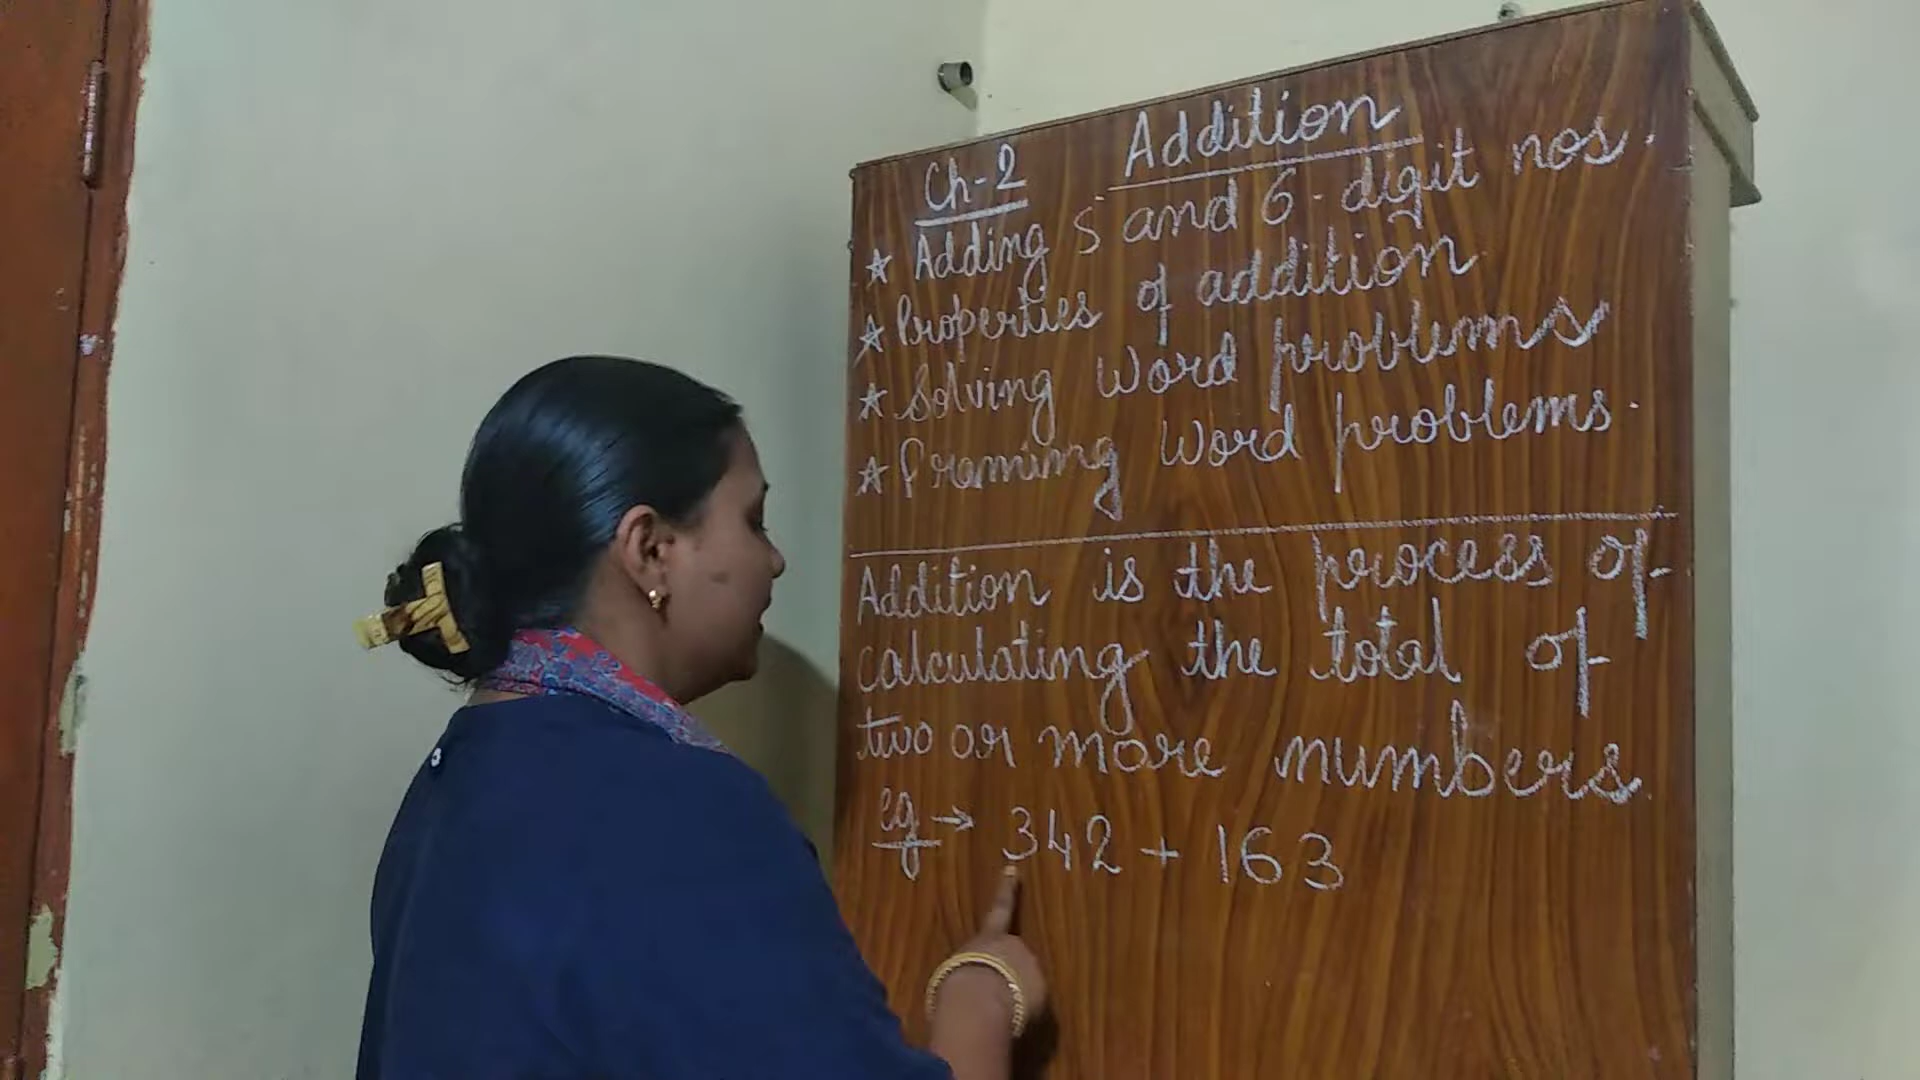 Ch-2 Addition
★ Adding 5 and 6-digit nos.
★ Properties of addition
★ Solving Word problems
★ Framimg Word problems.
Addition is the process of
calculating the total of
two or more numbers.
eg → 342 + 163